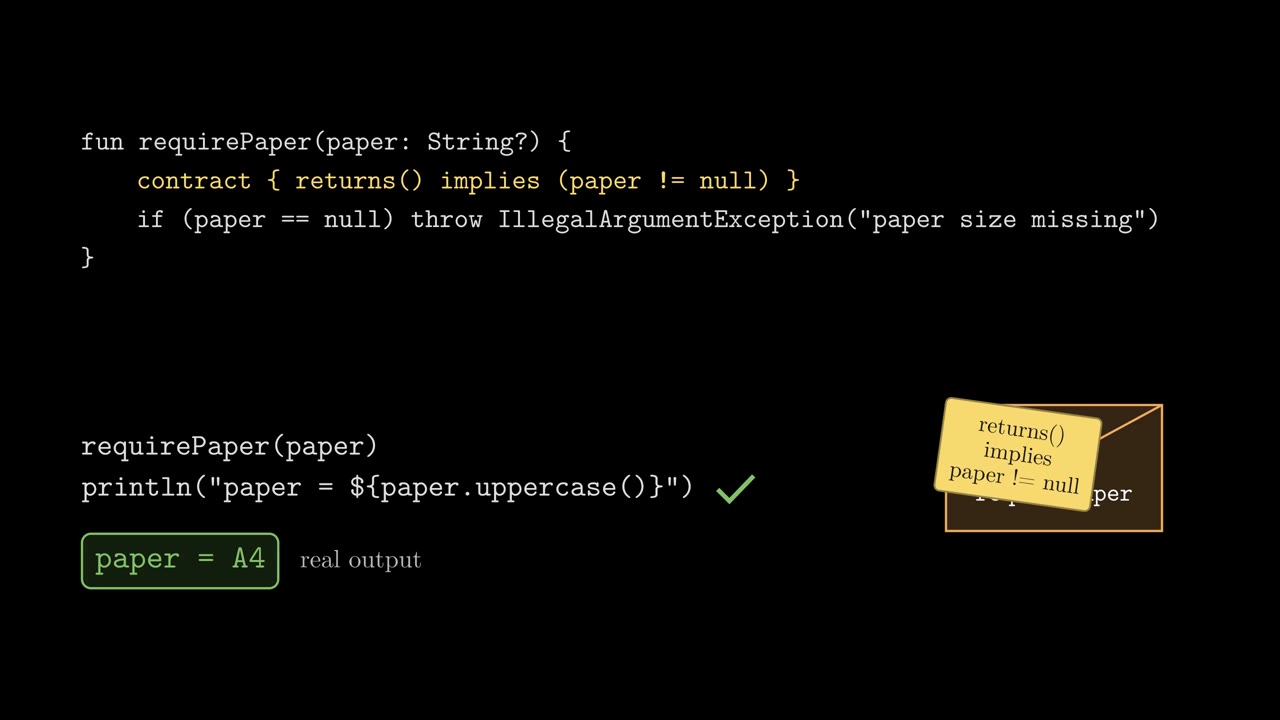 fun requirePaper(paper: String?) {
    contract { returns() implies (paper != null) }
    if (paper == null) throw IllegalArgumentException("paper size missing")
}
requirePaper(paper)
println("paper = ${paper.uppercase()}")
paper = A4
real output
returns()
implies
paper != null